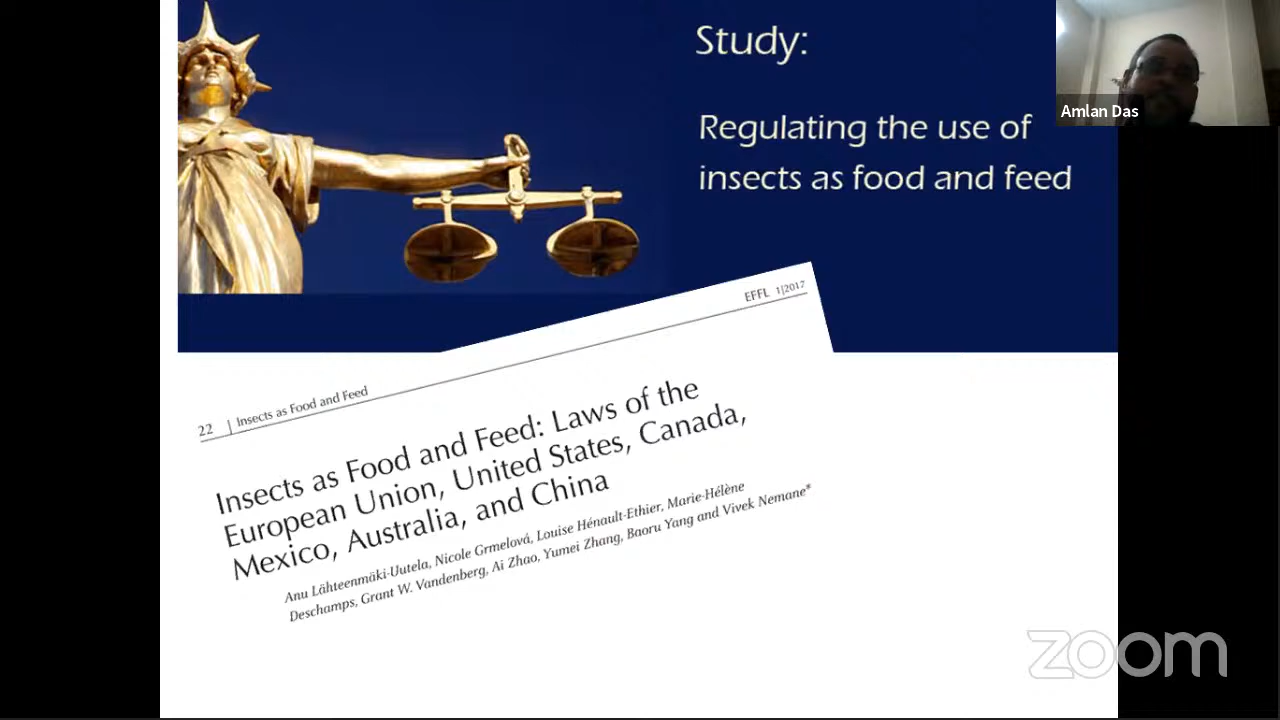 Study:
Regulating the use of
insects as food and feed
Amlan Das
EFFL 1|2017
22 | Insects as Food and Feed
Insects as Food and Feed: Laws of the
European Union, United States, Canada,
Mexico, Australia, and China
Anu Lähteenmäki-Uutela, Nicole Grmelová, Louise Hénault-Ethier, Marie-Hélène
Deschamps, Grant W. Vandenberg, Ai Zhao, Yumei Zhang, Baoru Yang and Vivek Nemane*
zoom